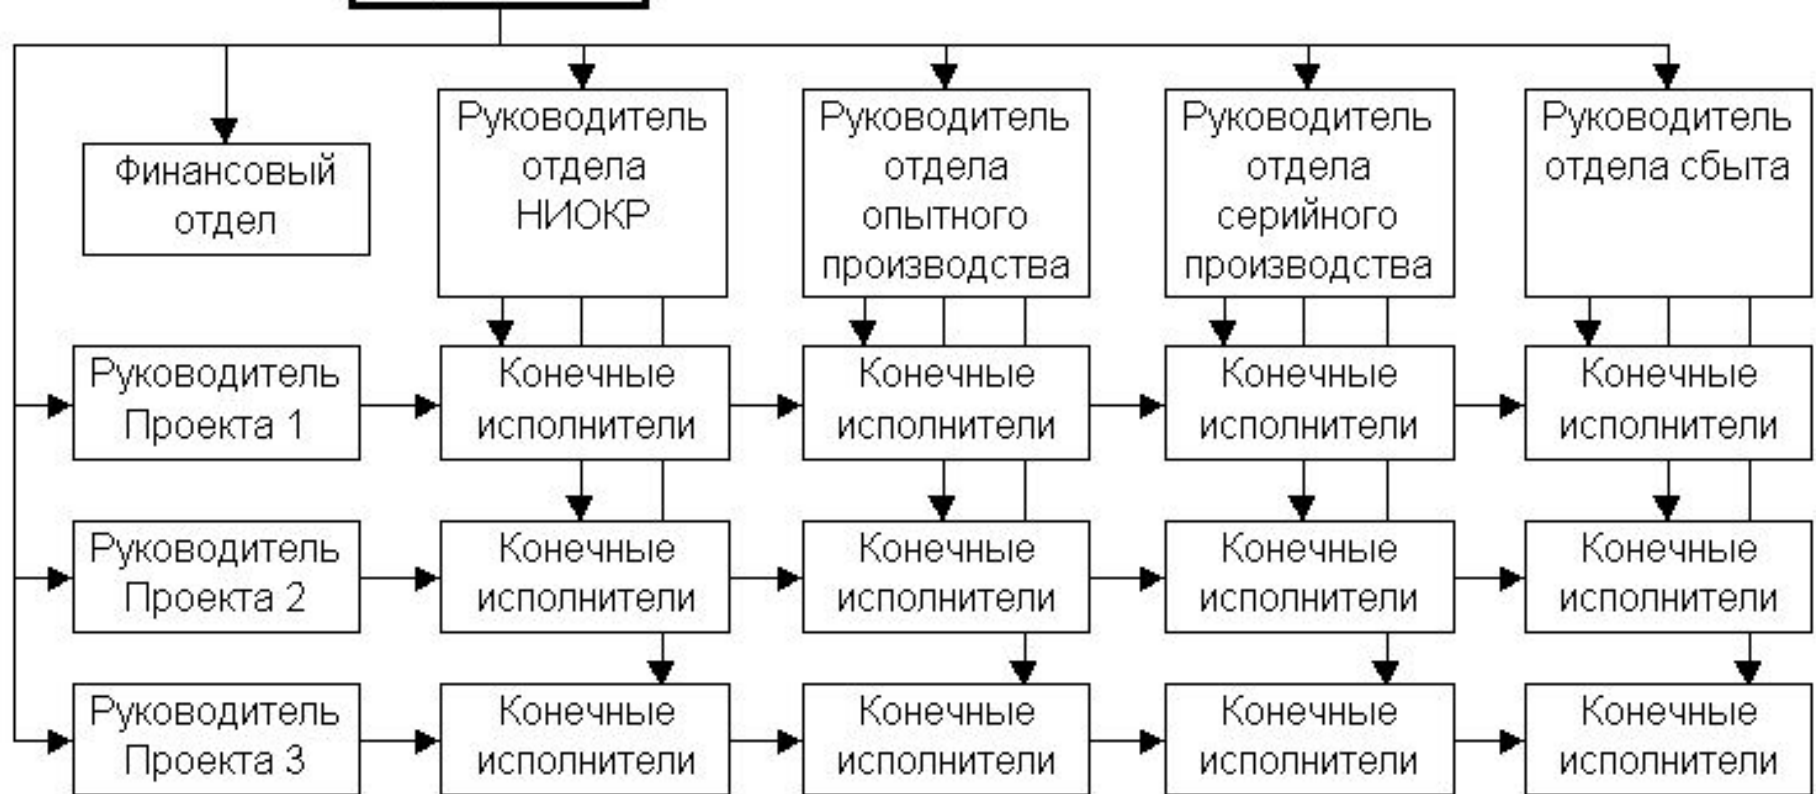 Финансовый
отдел
Руководитель
отдела
НИОКР
Руководитель
отдела
опытного
производства
Руководитель
отдела
серийного
производства
Руководитель
отдела сбыта
Руководитель
Проекта 1
Конечные
исполнители
Конечные
исполнители
Конечные
исполнители
Конечные
исполнители
Руководитель
Проекта 2
Конечные
исполнители
Конечные
исполнители
Конечные
исполнители
Конечные
исполнители
Руководитель
Проекта 3
Конечные
исполнители
Конечные
исполнители
Конечные
исполнители
Конечные
исполнители